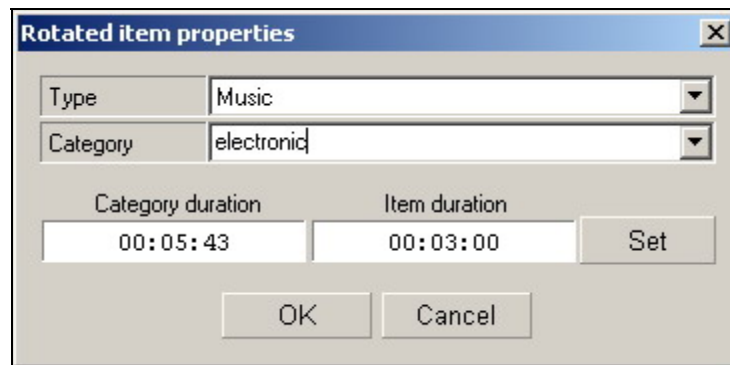 Rotated item properties
Type Music
Category electronic
Category duration Item duration
00:05:43 00:03:00 Set
OK Cancel